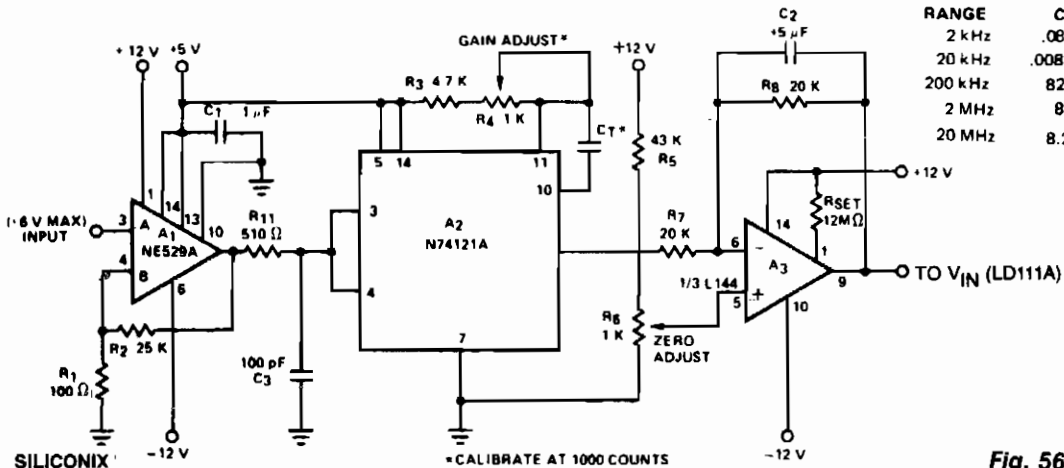 RANGE C
2 kHz .08
20 kHz .008
200 kHz 82
2 MHz 8
20 MHz 8.2
+12 V
+5 V
GAIN ADJUST*
+12 V
C2
+5 µF
R3 4.7 K
R4 1 K
R8 20 K
C1 1 µF
CT*
43 K
R5
+12 V
5 14 11
10
RSET
12MΩ
1 14 13
A A1 10
NE529A
(±6 V MAX)
INPUT
3
4
B
6
R11
510 Ω
3
4
A2
N74121A
R7
20 K
6 −
14
1
A3
1/3 L144
5 +
9
10
TO VIN (LD111A)
R2 25 K
R6
1 K
ZERO
ADJUST
7
R1
100 Ω
100 pF
C3
−12 V
−12 V
SILICONIX
*CALIBRATE AT 1000 COUNTS
Fig. 56